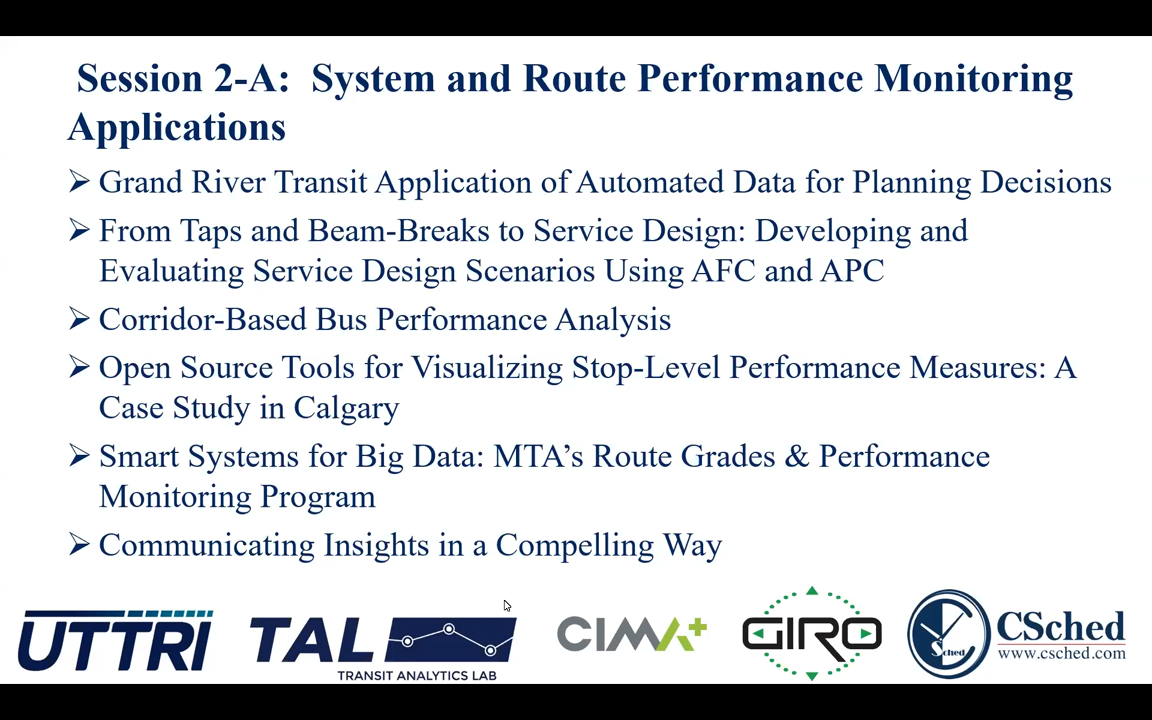 Session 2-A: System and Route Performance Monitoring
Applications
Grand River Transit Application of Automated Data for Planning Decisions
From Taps and Beam-Breaks to Service Design: Developing and
Evaluating Service Design Scenarios Using AFC and APC
Corridor-Based Bus Performance Analysis
Open Source Tools for Visualizing Stop-Level Performance Measures: A
Case Study in Calgary
Smart Systems for Big Data: MTA’s Route Grades & Performance
Monitoring Program
Communicating Insights in a Compelling Way
UTTRI
TAL
TRANSIT ANALYTICS LAB
CIMA+
GIRO
Sched
CSched
www.csched.com